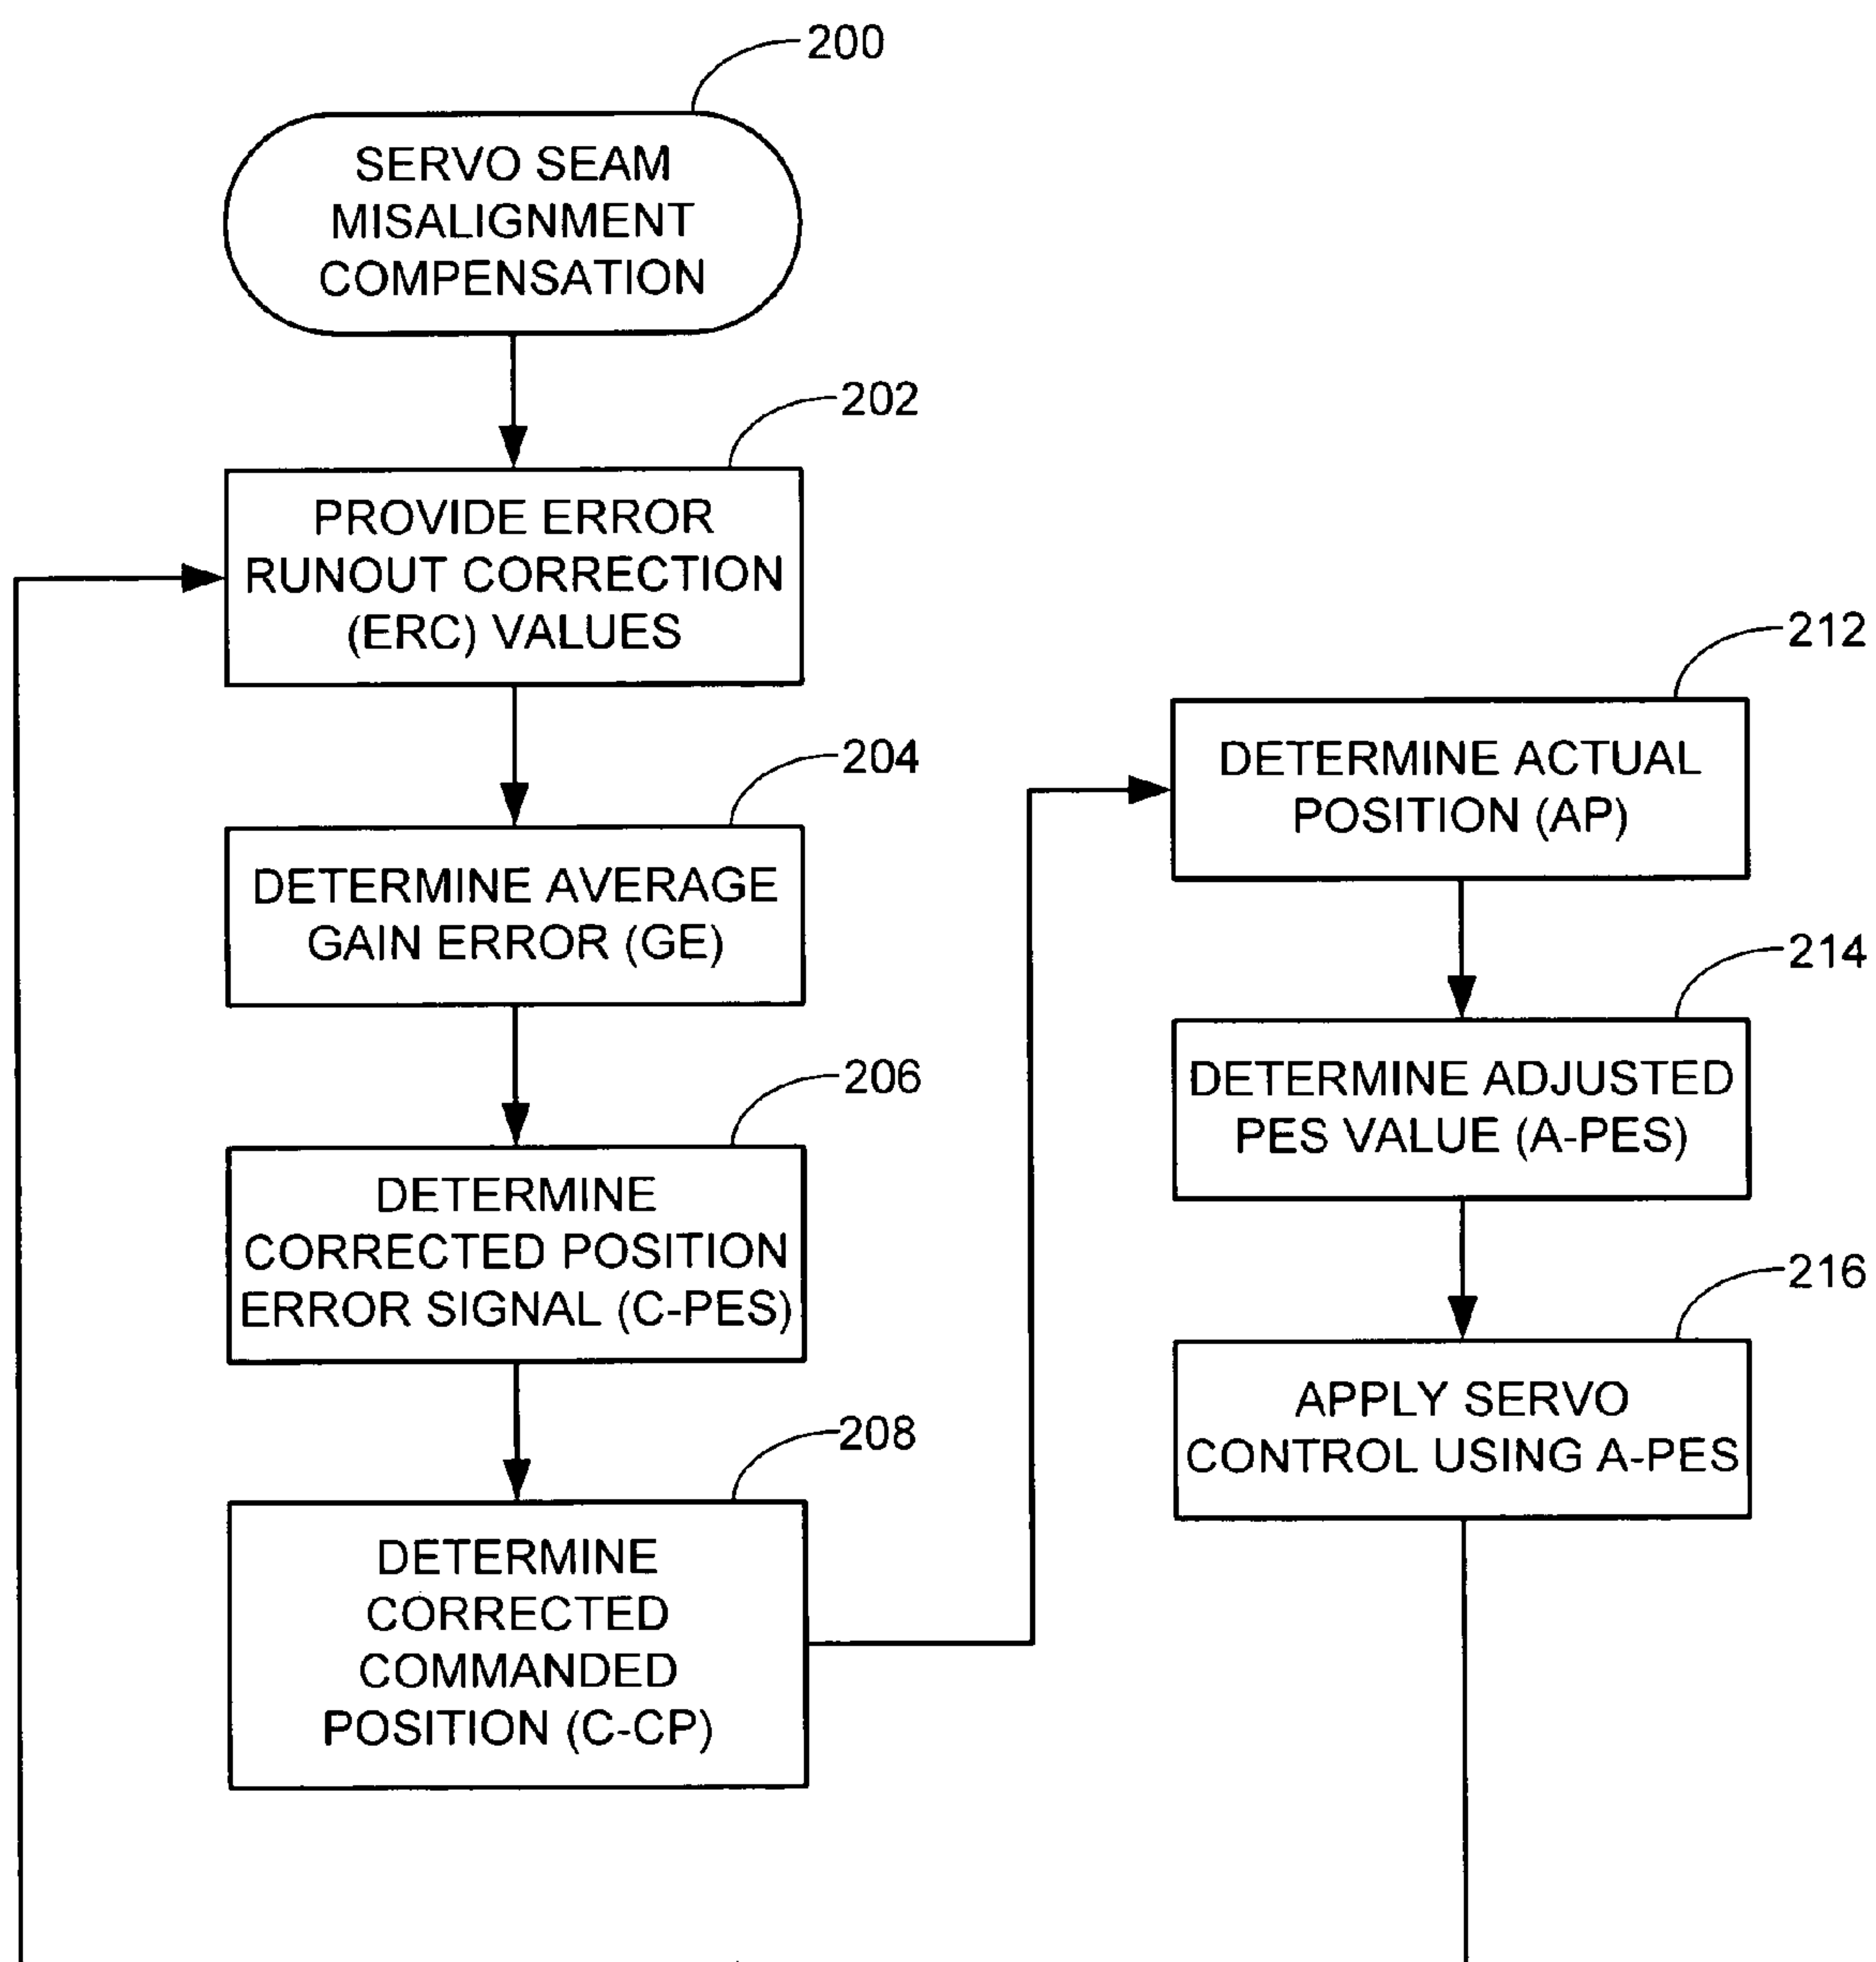 200
SERVO SEAM
MISALIGNMENT
COMPENSATION
202
PROVIDE ERROR
RUNOUT CORRECTION
(ERC) VALUES
204
DETERMINE AVERAGE
GAIN ERROR (GE)
206
DETERMINE
CORRECTED POSITION
ERROR SIGNAL (C-PES)
208
DETERMINE
CORRECTED
COMMANDED
POSITION (C-CP)
212
DETERMINE ACTUAL
POSITION (AP)
214
DETERMINE ADJUSTED
PES VALUE (A-PES)
216
APPLY SERVO
CONTROL USING A-PES